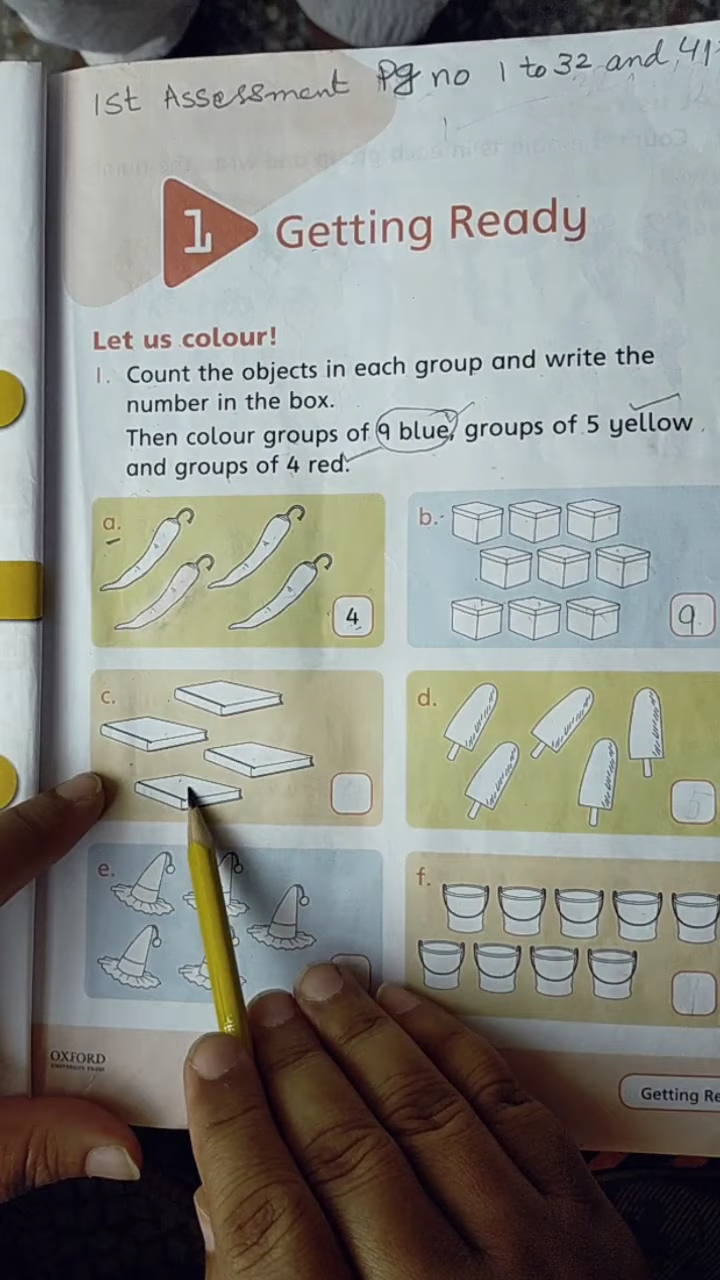 1st Assessment Pg no 1 to 32 and 41
1 Getting Ready
Let us colour!
1. Count the objects in each group and write the
number in the box.
Then colour groups of 9 blue, groups of 5 yellow
and groups of 4 red.
a.
4
b.
9
c.
d.
5
e.
f.
OXFORD
UNIVERSITY PRESS
Getting Re